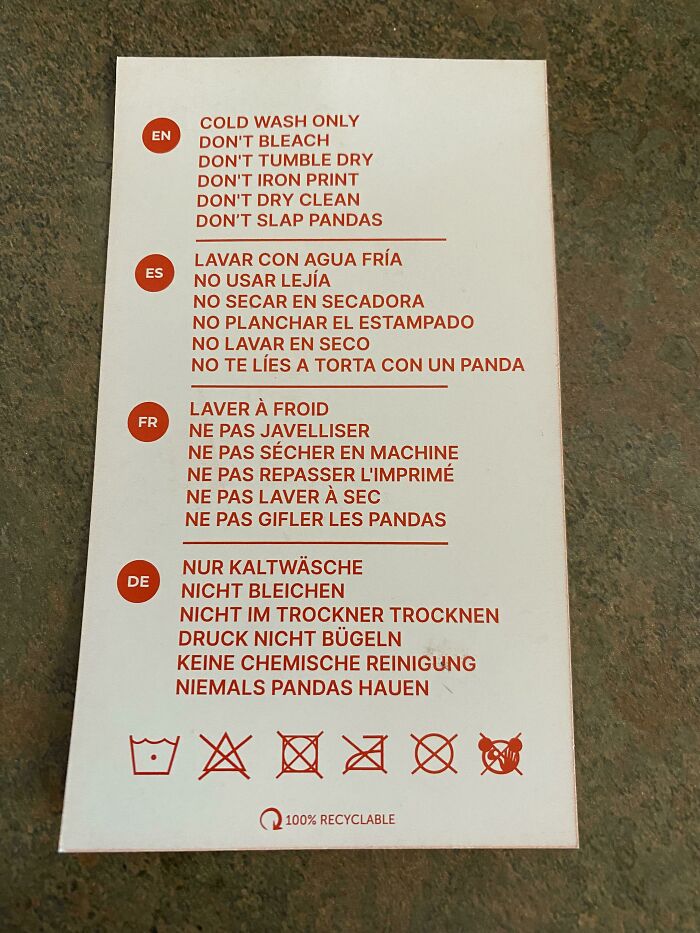 EN
COLD WASH ONLY
DON'T BLEACH
DON'T TUMBLE DRY
DON'T IRON PRINT
DON'T DRY CLEAN
DON’T SLAP PANDAS
ES
LAVAR CON AGUA FRÍA
NO USAR LEJÍA
NO SECAR EN SECADORA
NO PLANCHAR EL ESTAMPADO
NO LAVAR EN SECO
NO TE LÍES A TORTA CON UN PANDA
FR
LAVER À FROID
NE PAS JAVELLISER
NE PAS SÉCHER EN MACHINE
NE PAS REPASSER L'IMPRIMÉ
NE PAS LAVER À SEC
NE PAS GIFLER LES PANDAS
DE
NUR KALTWÄSCHE
NICHT BLEICHEN
NICHT IM TROCKNER TROCKNEN
DRUCK NICHT BÜGELN
KEINE CHEMISCHE REINIGUNG
NIEMALS PANDAS HAUEN
100% RECYCLABLE